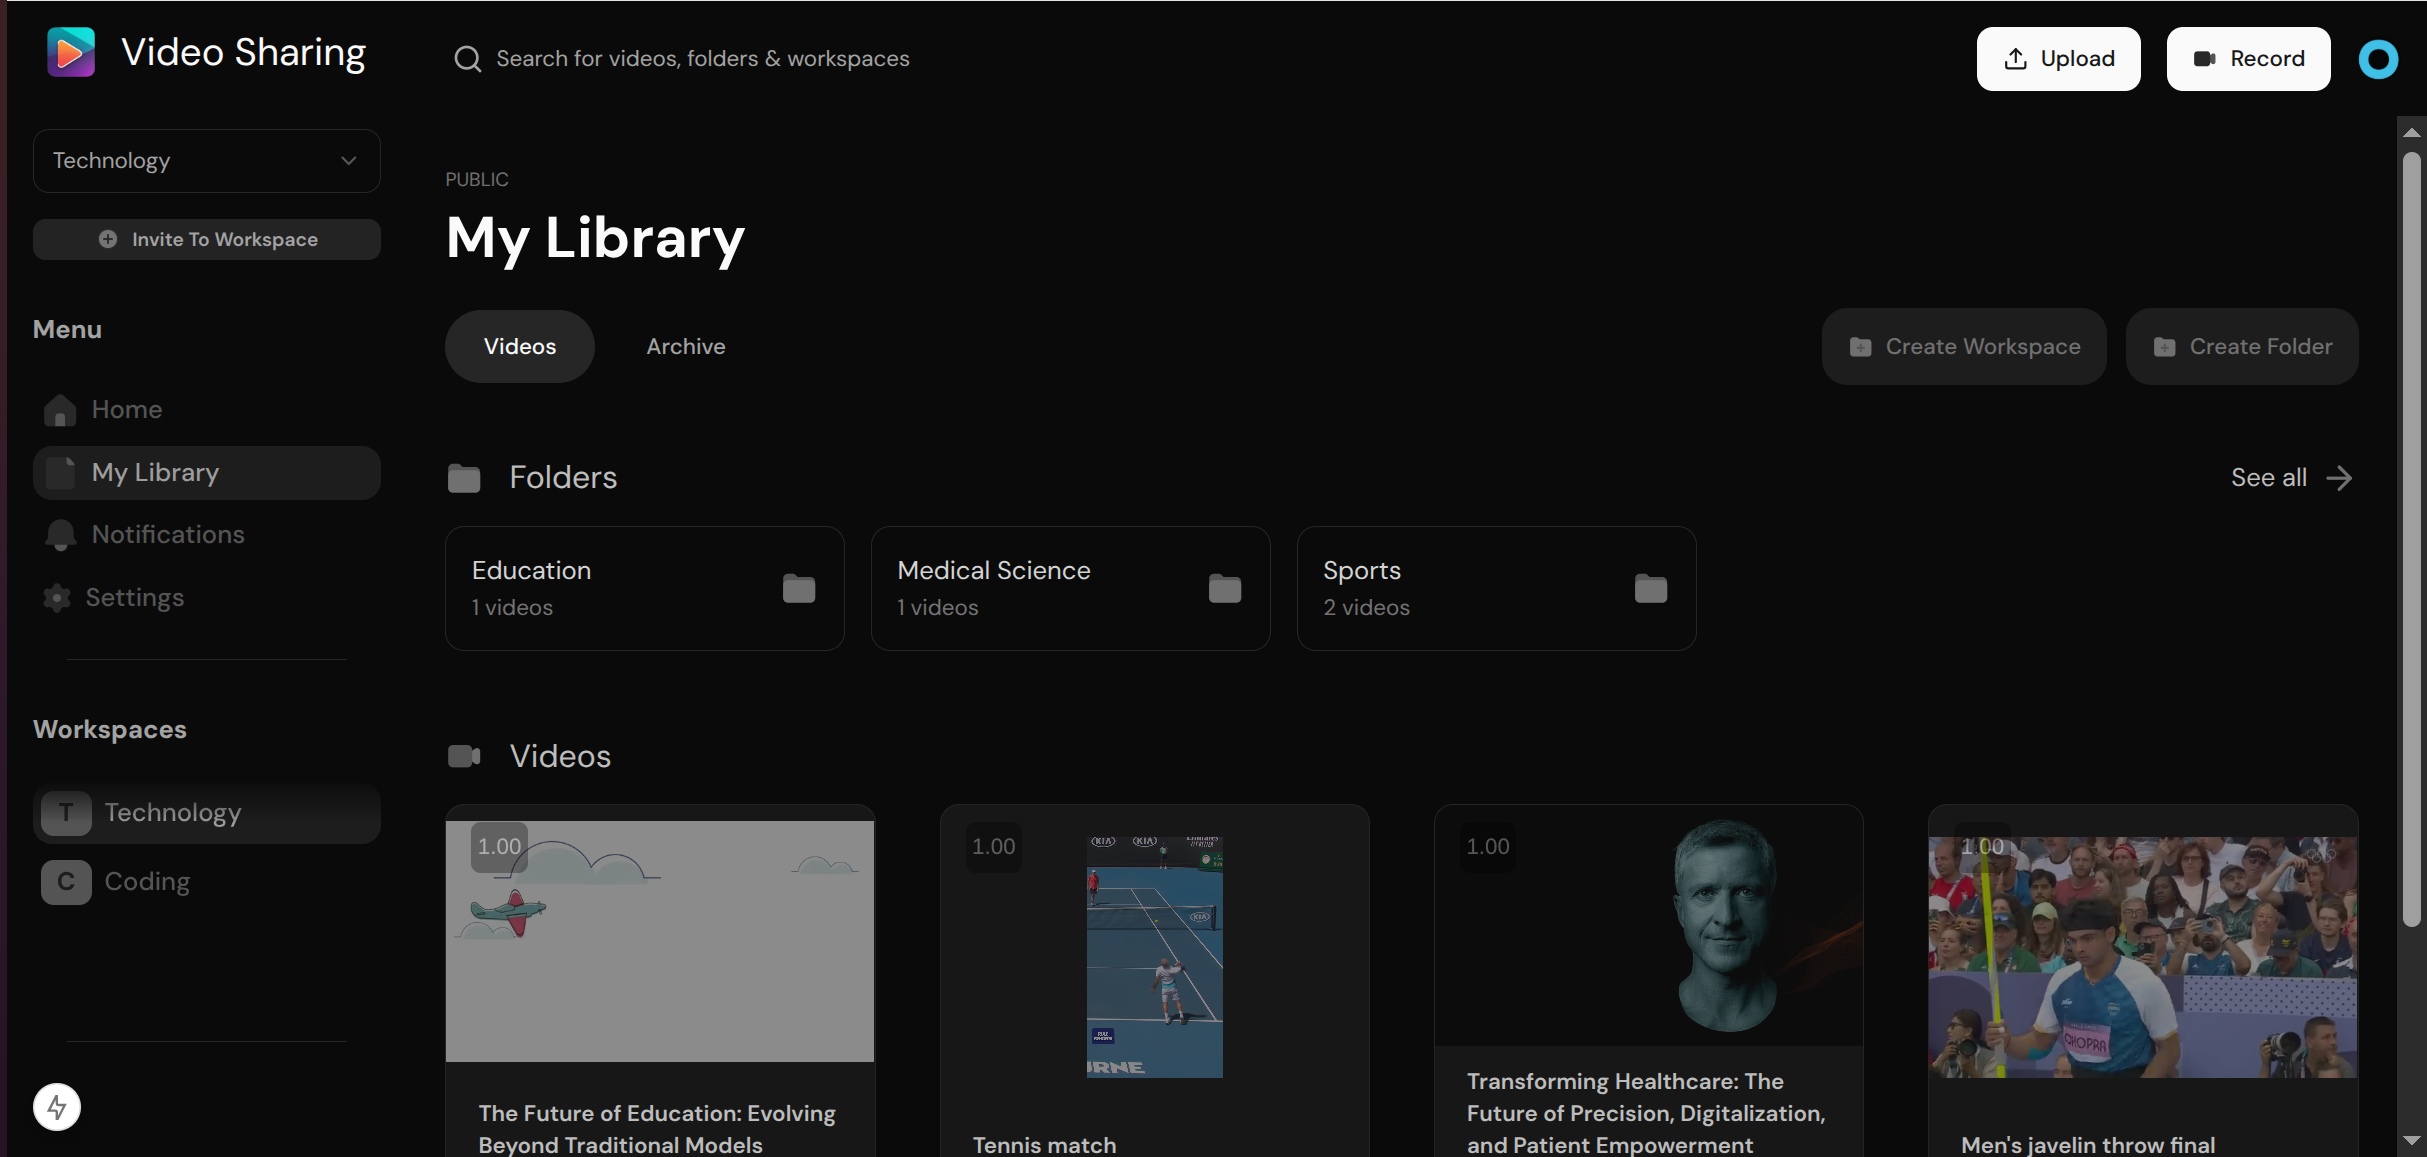 Video Sharing
Search for videos, folders & workspaces
Upload
Record
Technology
Invite To Workspace
Menu
Home
My Library
Notifications
Settings
Workspaces
T Technology
C Coding
PUBLIC
My Library
Videos
Archive
Create Workspace
Create Folder
Folders
See all
Education
1 videos
Medical Science
1 videos
Sports
2 videos
Videos
1.00
The Future of Education: Evolving
Beyond Traditional Models
1.00
KIA
KIA
KIA
Tennis match
1.00
Transforming Healthcare: The
Future of Precision, Digitalization,
and Patient Empowerment
1.00
CHOPRA
Men's javelin throw final